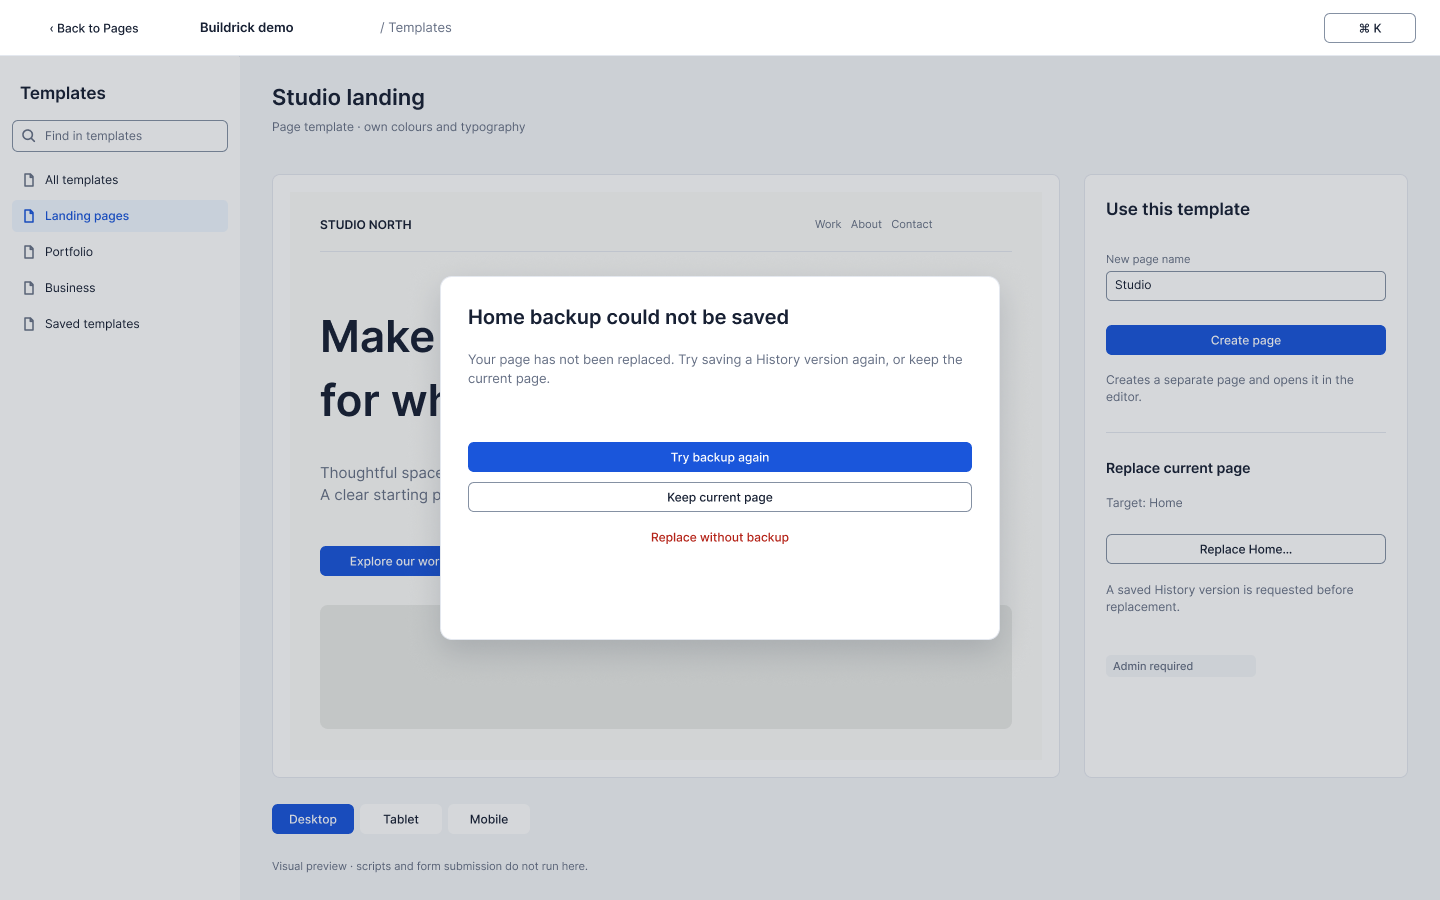 ‹ Back to Pages
Buildrick demo
/ Templates
⌘ K
Templates
Find in templates
All templates
Landing pages
Portfolio
Business
Saved templates
Studio landing
Page template · own colours and typography
STUDIO NORTH
Work About Contact
Make
for wh
Thoughtful space
A clear starting p
Explore our wor
Home backup could not be saved
Your page has not been replaced. Try saving a History version again, or keep the
current page.
Try backup again
Keep current page
Replace without backup
Use this template
New page name
Studio
Create page
Creates a separate page and opens it in the
editor.
Replace current page
Target: Home
Replace Home...
A saved History version is requested before
replacement.
Admin required
Desktop
Tablet
Mobile
Visual preview · scripts and form submission do not run here.